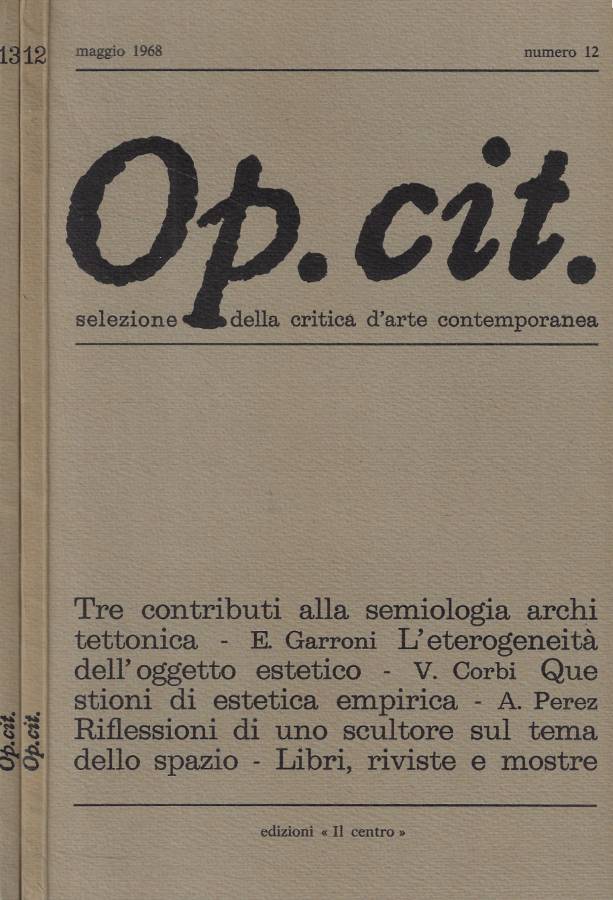 13 12
maggio 1968
numero 12
Op. cit.
selezione della critica d'arte contemporanea
Tre contributi alla semiologia archi
tettonica - E. Garroni L'eterogeneità
dell'oggetto estetico - V. Corbi Que
stioni di estetica empirica - A. Perez
Riflessioni di uno scultore sul tema
dello spazio - Libri, riviste e mostre
edizioni « Il centro »
Op.cit.
Op.cit.